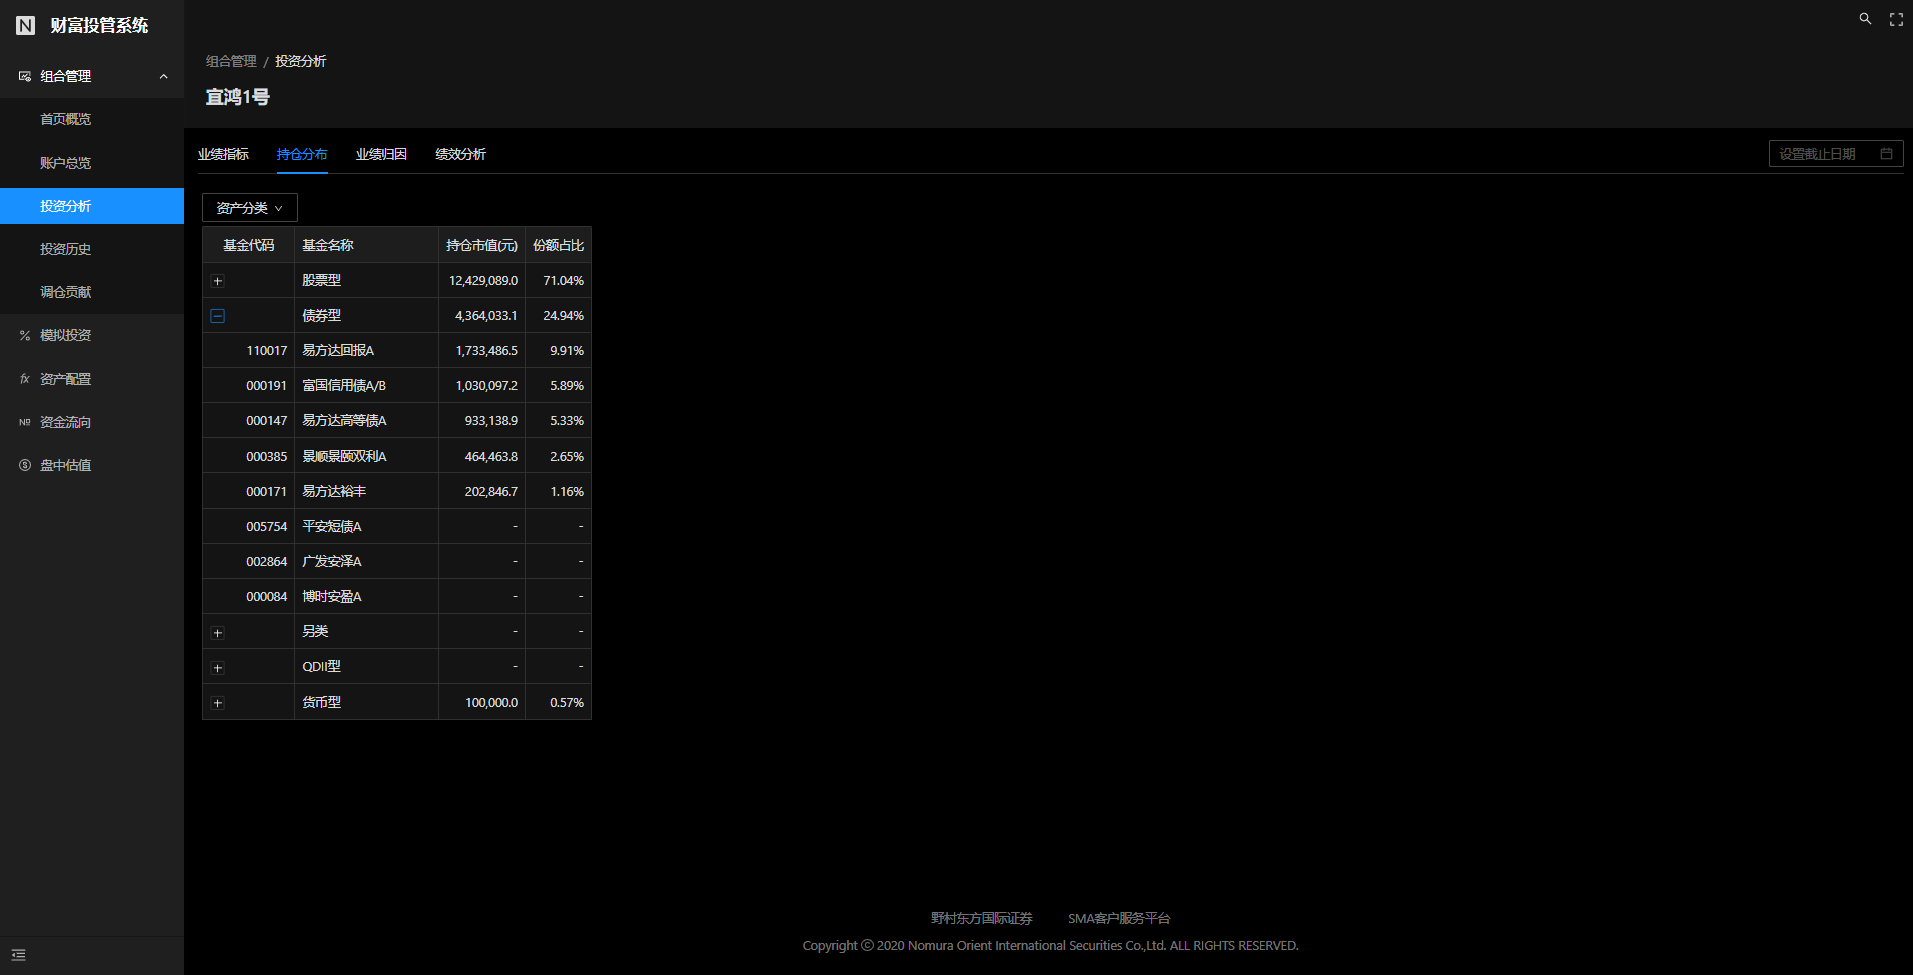 N 财富投管系统
组合管理
首页概览
账户总览
投资分析
投资历史
调仓贡献
模拟投资
资产配置
资金流向
盘中估值
组合管理 / 投资分析
宜鸿1号
业绩指标 持仓分布 业绩归因 绩效分析 设置截止日期
资产分类
基金代码 基金名称 持仓市值(元) 份额占比
股票型 12,429,089.0 71.04%
债券型 4,364,033.1 24.94%
110017 易方达回报A 1,733,486.5 9.91%
000191 富国信用债A/B 1,030,097.2 5.89%
000147 易方达高等债A 933,138.9 5.33%
000385 景顺景颐双利A 464,463.8 2.65%
000171 易方达裕丰 202,846.7 1.16%
005754 平安短债A - -
002864 广发安泽A - -
000084 博时安盈A - -
另类 - -
QDII型 - -
货币型 100,000.0 0.57%
野村东方国际证券 SMA客户服务平台
Copyright © 2020 Nomura Orient International Securities Co.,Ltd. ALL RIGHTS RESERVED.